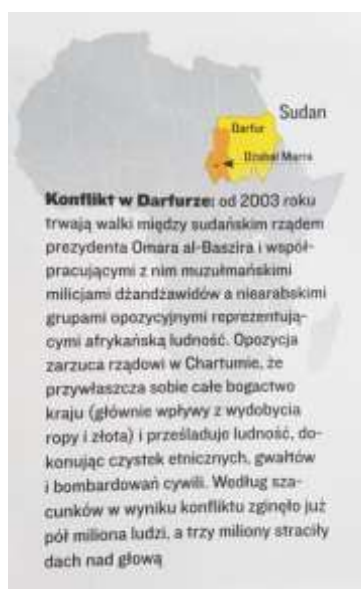 Sudan
Darfur
Dżabal Marra
Konflikt w Darfurze: od 2003 roku
trwają walki między sudańskim rządem
prezydenta Omara al-Baszira i współ-
pracującymi z nim muzułmańskimi
milicjami dżandżawidów a niearabskimi
grupami opozycyjnymi reprezentują-
cymi afrykańską ludność. Opozycja
zarzuca rządowi w Chartumie, że
przywłaszcza sobie całe bogactwo
kraju (głównie wpływy z wydobycia
ropy i złota) i prześladuje ludność, do-
konując czystek etnicznych, gwałtów
i bombardowań cywili. Według sza-
cunków w wyniku konfliktu zginęło już
pół miliona ludzi, a trzy miliony straciły
dach nad głową